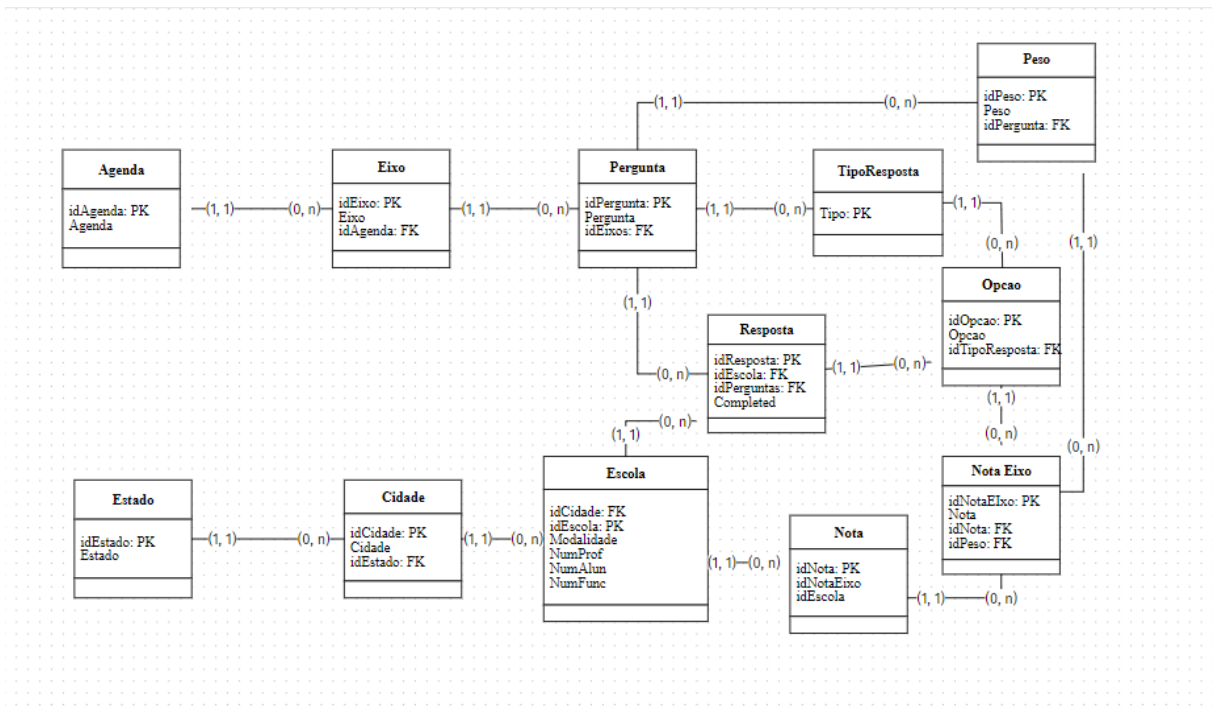 Peso
idPeso: PK
Peso
idPergunta: FK
(1, 1)
(0, n)
Agenda
idAgenda: PK
Agenda
(1, 1)
(0, n)
Eixo
idEixo: PK
Eixo
idAgenda: FK
(1, 1)
(0, n)
Pergunta
idPergunta: PK
Pergunta
idEixos: FK
(1, 1)
(0, n)
TipoResposta
Tipo: PK
(1, 1)
(0, n)
(1, 1)
(0, n)
Opcao
idOpcao: PK
Opcao
idTipoResposta: FK
(1, 1)
(0, n)
Resposta
idResposta: PK
idEscola: FK
idPerguntas: FK
Completed
(1, 1)
(0, n)
(1, 1)
(0, n)
(0, n)
(1, 1)
Estado
idEstado: PK
Estado
(1, 1)
(0, n)
Cidade
idCidade: PK
Cidade
idEstado: FK
(1, 1)
(0, n)
Escola
idCidade: FK
idEscola: PK
Modalidade
NumProf
NumAlun
NumFunc
(1, 1)
(0, n)
Nota
idNota: PK
idNotaEixo
idEscola
(1, 1)
(0, n)
Nota Eixo
idNotaEIxo: PK
Nota
idNota: FK
idPeso: FK